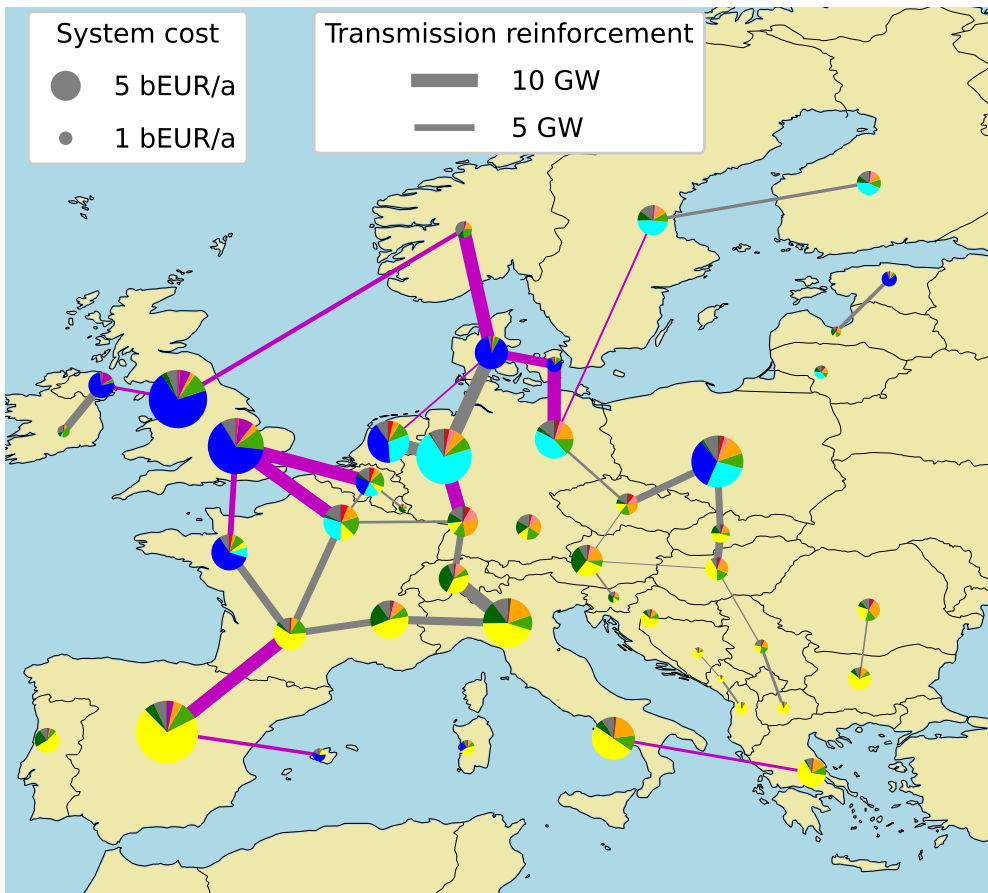 System cost
5 bEUR/a
1 bEUR/a
Transmission reinforcement
10 GW
5 GW